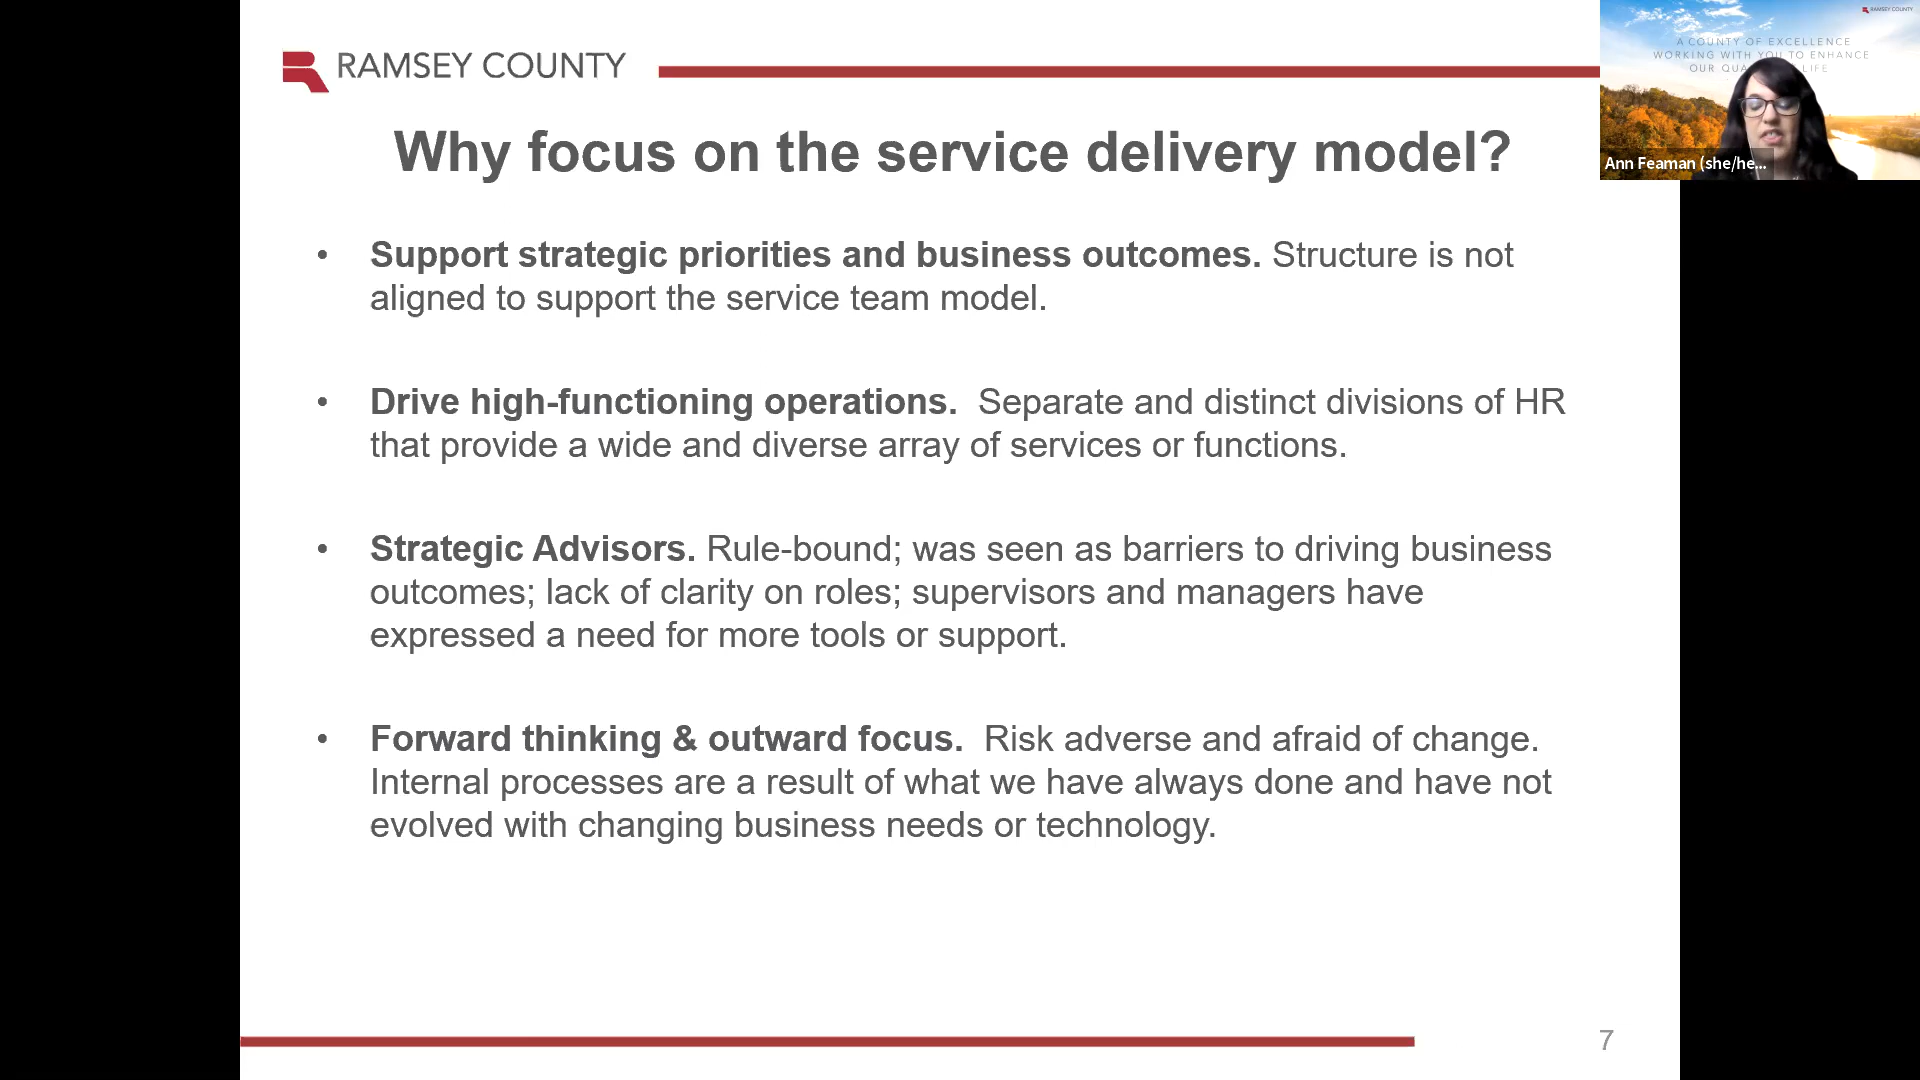 RAMSEY COUNTY
Why focus on the service delivery model?
• Support strategic priorities and business outcomes. Structure is not
aligned to support the service team model.
• Drive high-functioning operations. Separate and distinct divisions of HR
that provide a wide and diverse array of services or functions.
• Strategic Advisors. Rule-bound; was seen as barriers to driving business
outcomes; lack of clarity on roles; supervisors and managers have
expressed a need for more tools or support.
• Forward thinking & outward focus. Risk adverse and afraid of change.
Internal processes are a result of what we have always done and have not
evolved with changing business needs or technology.
7
RAMSEY COUNTY
A COUNTY OF EXCELLENCE
WORKING WITH YOU TO ENHANCE
OUR QUA LIFE
Ann Feaman (she/he...